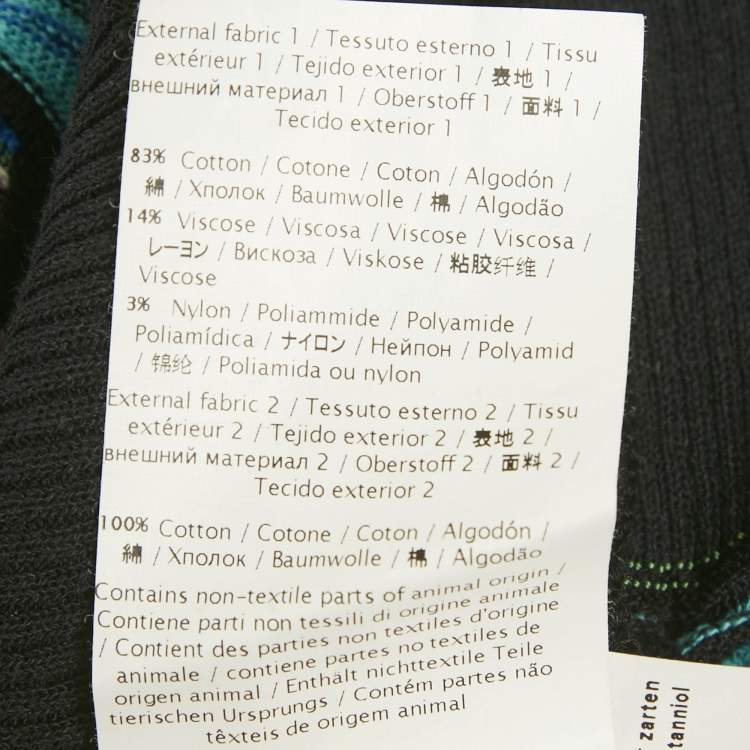 External fabric 1 / Tessuto esterno 1 / Tissu
extérieur 1 / Tejido exterior 1 / 表地 1 /
внешний материал 1 / Oberstoff 1 / 面料 1 /
Tecido exterior 1
83% Cotton / Cotone / Coton / Algodón /
綿 / Хполок / Baumwolle / 棉 / Algodão
14% Viscose / Viscosa / Viscose / Viscosa /
レーヨン / Вискоза / Viskose / 粘胶纤维 /
Viscose
3% Nylon / Poliammide / Polyamide /
Poliamídica / ナイロン / Нейпон / Polyamid
/ 锦纶 / Poliamida ou nylon
External fabric 2 / Tessuto esterno 2 / Tissu
extérieur 2 / Tejido exterior 2 / 表地 2 /
внешний материал 2 / Oberstoff 2 / 面料 2 /
Tecido exterior 2
100% Cotton / Cotone / Coton / Algodón /
綿 / Хполок / Baumwolle / 棉 / Algodão
Contains non-textile parts of animal origin /
Contiene parti non tessili di origine animale
/ Contient des parties non textiles d'origine
animale / contiene partes no textiles de
origen animal / Enthält nichttextile Teile
tierischen Ursprungs / Contém partes não
têxteis de origem animal
zarten
tanniol